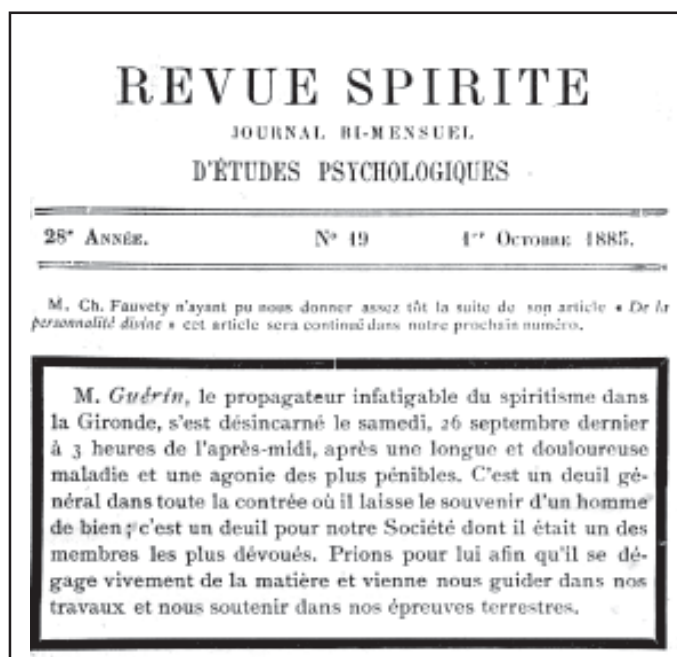 REVUE SPIRITE
JOURNAL BI-MENSUEL
D'ÉTUDES PSYCHOLOGIQUES
28e ANNÉE. No 19 1er OCTOBRE 1885.
M. Ch. Fauvety n'ayant pu nous donner assez tôt la suite de son article « De la
personnalité divine » cet article sera continué dans notre prochain numéro.
M. Guérin, le propagateur infatigable du spiritisme dans
la Gironde, s'est désincarné le samedi, 26 septembre dernier
à 3 heures de l'après-midi, après une longue et douloureuse
maladie et une agonie des plus pénibles. C'est un deuil gé-
néral dans toute la contrée où il laisse le souvenir d'un homme
de bien; c'est un deuil pour notre Société dont il était un des
membres les plus dévoués. Prions pour lui afin qu'il se dé-
gage vivement de la matière et vienne nous guider dans nos
travaux et nous soutenir dans nos épreuves terrestres.